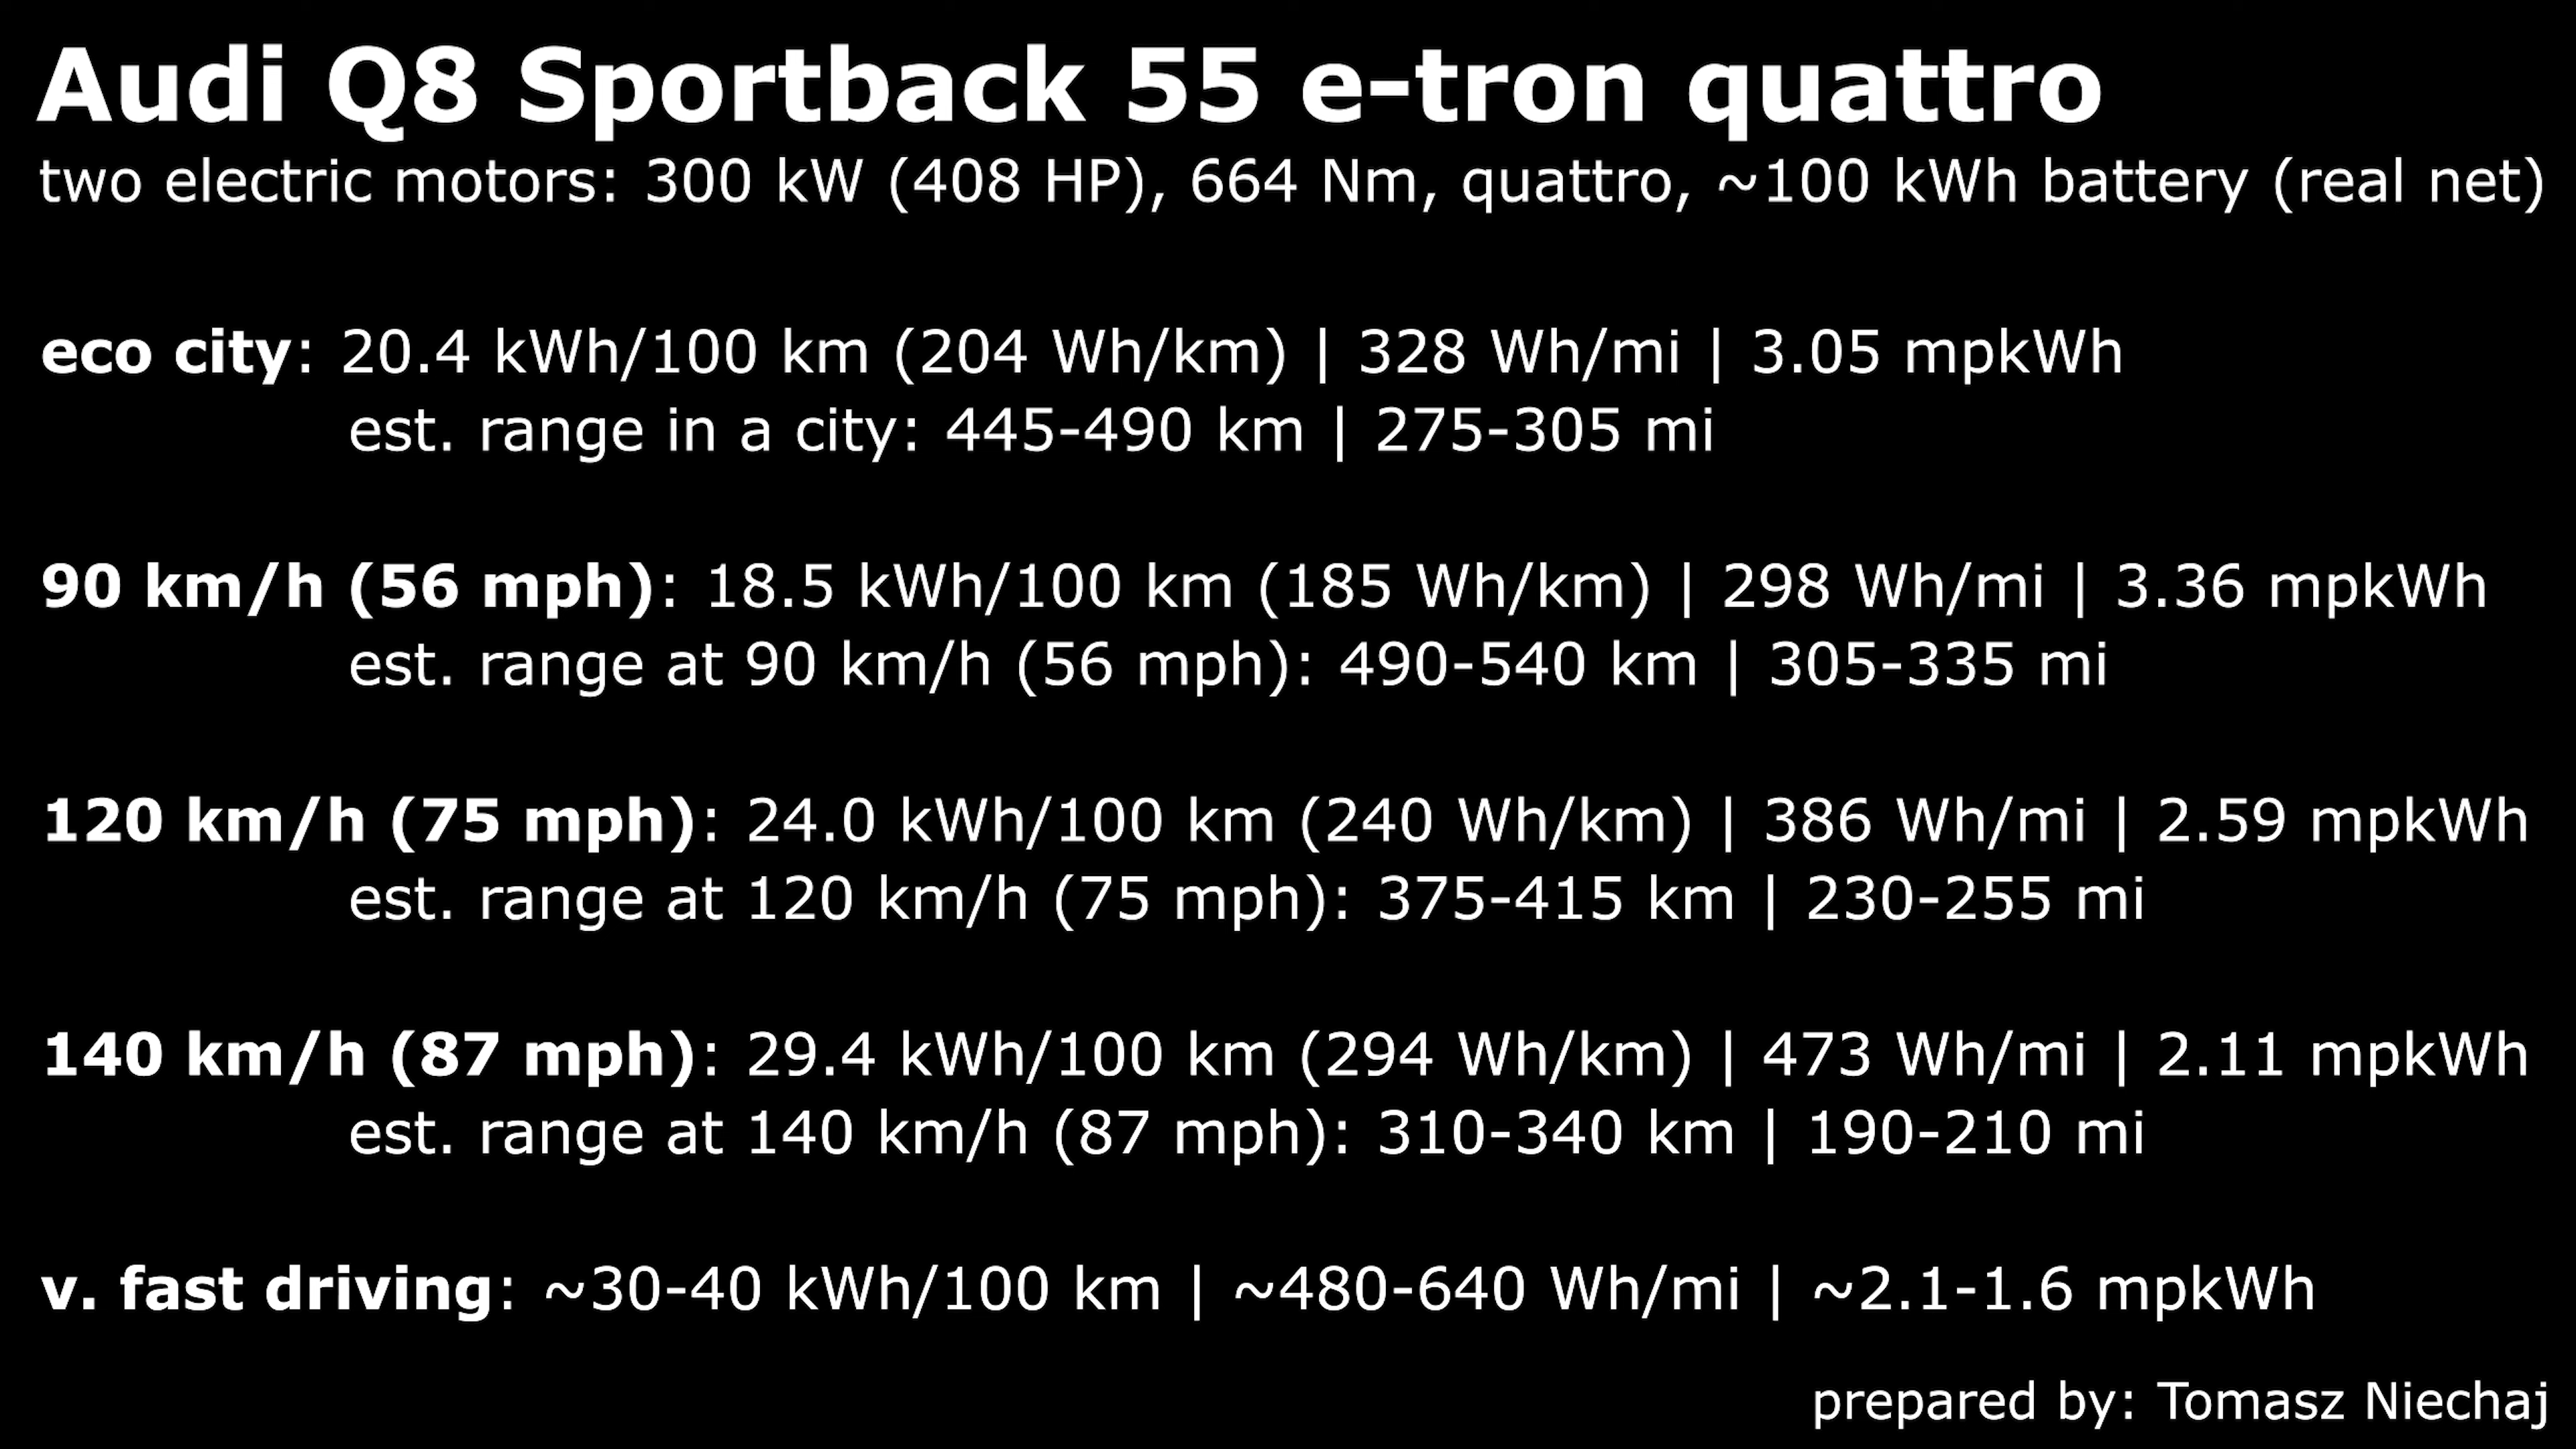 Audi Q8 Sportback 55 e-tron quattro
two electric motors: 300 kW (408 HP), 664 Nm, quattro, ~100 kWh battery (real net)
eco city: 20.4 kWh/100 km (204 Wh/km) | 328 Wh/mi | 3.05 mpkWh
est. range in a city: 445-490 km | 275-305 mi
90 km/h (56 mph): 18.5 kWh/100 km (185 Wh/km) | 298 Wh/mi | 3.36 mpkWh
est. range at 90 km/h (56 mph): 490-540 km | 305-335 mi
120 km/h (75 mph): 24.0 kWh/100 km (240 Wh/km) | 386 Wh/mi | 2.59 mpkWh
est. range at 120 km/h (75 mph): 375-415 km | 230-255 mi
140 km/h (87 mph): 29.4 kWh/100 km (294 Wh/km) | 473 Wh/mi | 2.11 mpkWh
est. range at 140 km/h (87 mph): 310-340 km | 190-210 mi
v. fast driving: ~30-40 kWh/100 km | ~480-640 Wh/mi | ~2.1-1.6 mpkWh
prepared by: Tomasz Niechaj